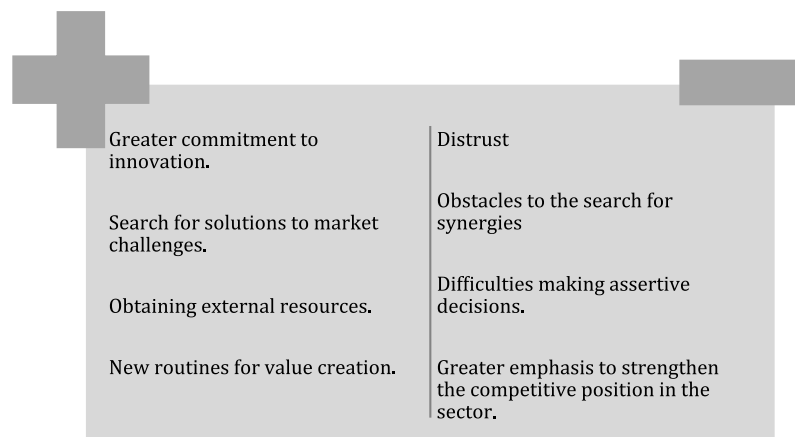 Greater commitment to
innovation.
Search for solutions to market
challenges.
Obtaining external resources.
New routines for value creation.
Distrust
Obstacles to the search for
synergies
Difficulties making assertive
decisions.
Greater emphasis to strengthen
the competitive position in the
sector.